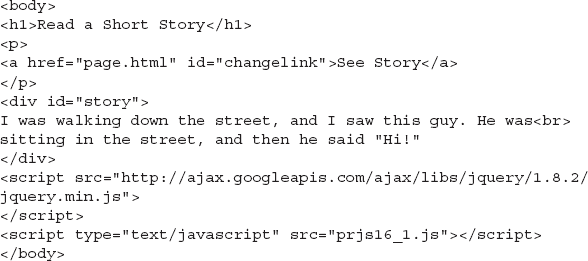 <body>
<h1>Read a Short Story</h1>
<p>
<a href="page.html" id="changelink">See Story</a>
</p>
<div id="story">
I was walking down the street, and I saw this guy. He was<br>
sitting in the street, and then he said "Hi!"
</div>
<script src="http://ajax.googleapis.com/ajax/libs/jquery/1.8.2/
jquery.min.js">
</script>
<script type="text/javascript" src="prjs16_1.js"></script>
</body>